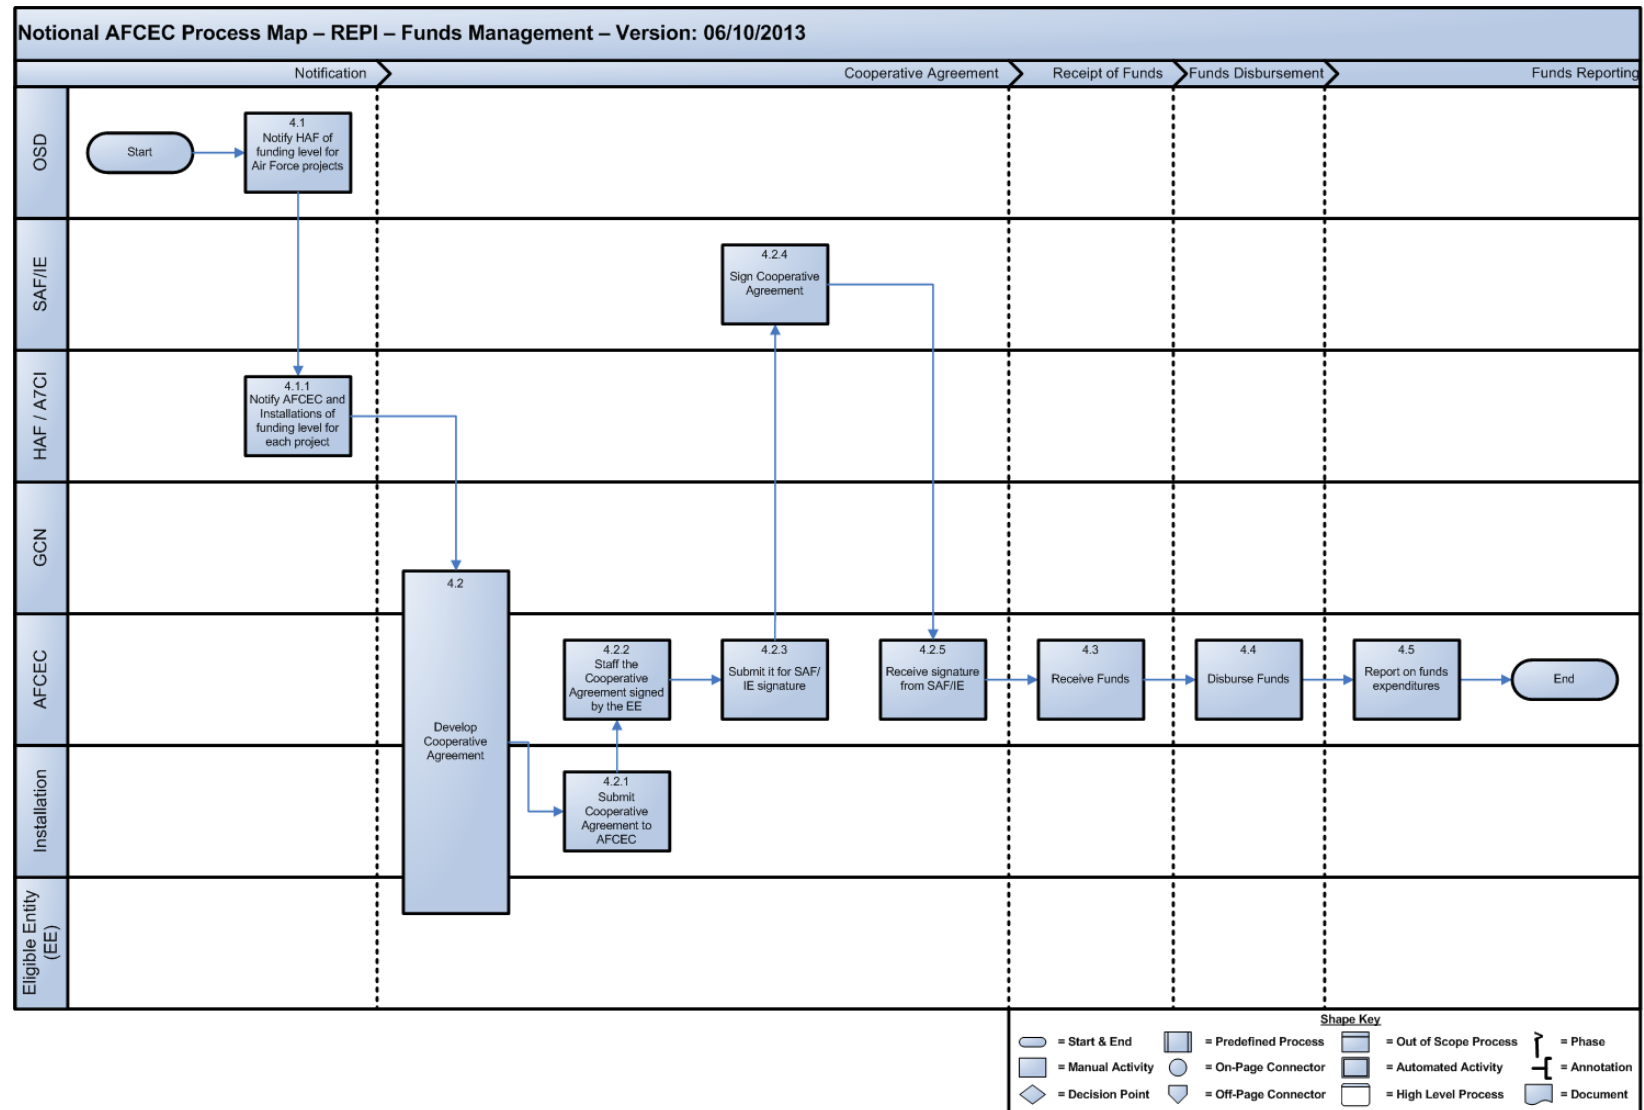 Notional AFCEC Process Map – REPI – Funds Management – Version: 06/10/2013
Notification
Cooperative Agreement
Receipt of Funds
Funds Disbursement
Funds Reporting
OSD
Start
4.1
Notify HAF of
funding level for
Air Force projects
SAF/IE
4.2.4
Sign Cooperative
Agreement
HAF / A7CI
4.1.1
Notify AFCEC and
Installations of
funding level for
each project
GCN
4.2
Develop
Cooperative
Agreement
AFCEC
4.2.2
Staff the
Cooperative
Agreement signed
by the EE
4.2.3
Submit it for SAF/
IE signature
4.2.5
Receive signature
from SAF/IE
4.3
Receive Funds
4.4
Disburse Funds
4.5
Report on funds
expenditures
End
Installation
4.2.1
Submit
Cooperative
Agreement to
AFCEC
Eligible Entity
(EE)
Shape Key
= Start & End
= Predefined Process
= Out of Scope Process
= Phase
= Manual Activity
= On-Page Connector
= Automated Activity
= Annotation
= Decision Point
= Off-Page Connector
= High Level Process
= Document